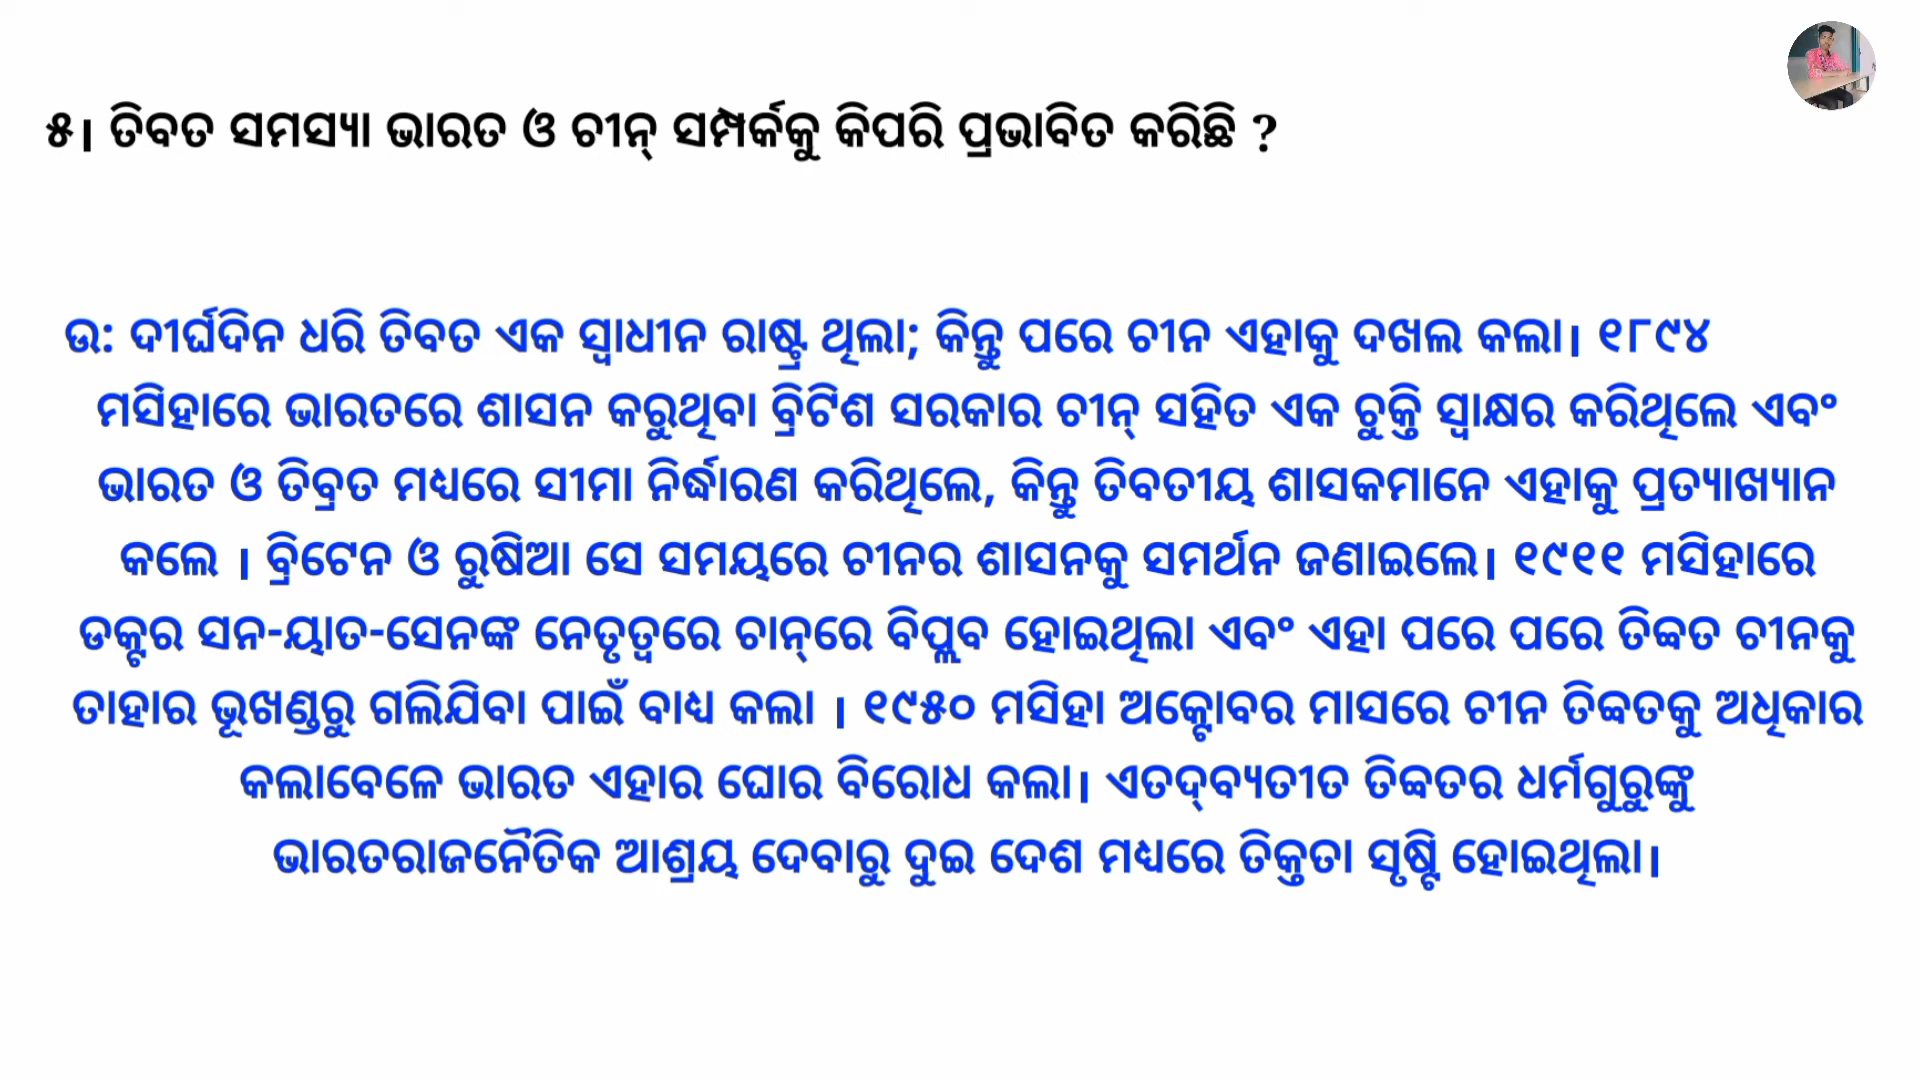 ୫। ତିବତ ସମସ୍ୟା ଭାରତ ଓ ଚୀନ୍ ସମ୍ପର୍କକୁ କିପରି ପ୍ରଭାବିତ କରିଛି ?
ଉ: ଦୀର୍ଘଦିନ ଧରି ତିବତ ଏକ ସ୍ୱାଧୀନ ରାଷ୍ଟ୍ର ଥିଲା; କିନ୍ତୁ ପରେ ଚୀନ ଏହାକୁ ଦଖଲ କଲା। ୧୮୯୪
ମସିହାରେ ଭାରତରେ ଶାସନ କରୁଥିବା ବ୍ରିଟିଶ ସରକାର ଚୀନ୍ ସହିତ ଏକ ଚୁକ୍ତି ସ୍ୱାକ୍ଷର କରିଥିଲେ ଏବଂ
ଭାରତ ଓ ତିବ୍ରତ ମଧ୍ୟରେ ସୀମା ନିର୍ଦ୍ଧାରଣ କରିଥିଲେ, କିନ୍ତୁ ତିବତୀୟ ଶାସକମାନେ ଏହାକୁ ପ୍ରତ୍ୟାଖ୍ୟାନ
କଲେ । ବ୍ରିଟେନ ଓ ରୁଷିଆ ସେ ସମୟରେ ଚୀନର ଶାସନକୁ ସମର୍ଥନ ଜଣାଇଲେ। ୧୯୧୧ ମସିହାରେ
ଡକ୍ଟର ସନ-ୟାତ-ସେନଙ୍କ ନେତୃତ୍ୱରେ ଚୀନ୍‌ରେ ବିପ୍ଲବ ହୋଇଥିଲା ଏବଂ ଏହା ପରେ ପରେ ତିବ୍ବତ ଚୀନକୁ
ତାହାର ଭୂଖଣ୍ଡରୁ ଗଲିଯିବା ପାଇଁ ବାଧ୍ୟ କଲା । ୧୯୫୦ ମସିହା ଅକ୍ଟୋବର ମାସରେ ଚୀନ ତିବ୍ବତକୁ ଅଧିକାର
କଲାବେଳେ ଭାରତ ଏହାର ଘୋର ବିରୋଧ କଲା। ଏତଦ୍‌ବ୍ୟତୀତ ତିବ୍ବତର ଧର୍ମଗୁରୁଙ୍କୁ
ଭାରତରାଜନୈତିକ ଆଶ୍ରୟ ଦେବାରୁ ଦୁଇ ଦେଶ ମଧ୍ୟରେ ତିକ୍ତତା ସୃଷ୍ଟି ହୋଇଥିଲା।